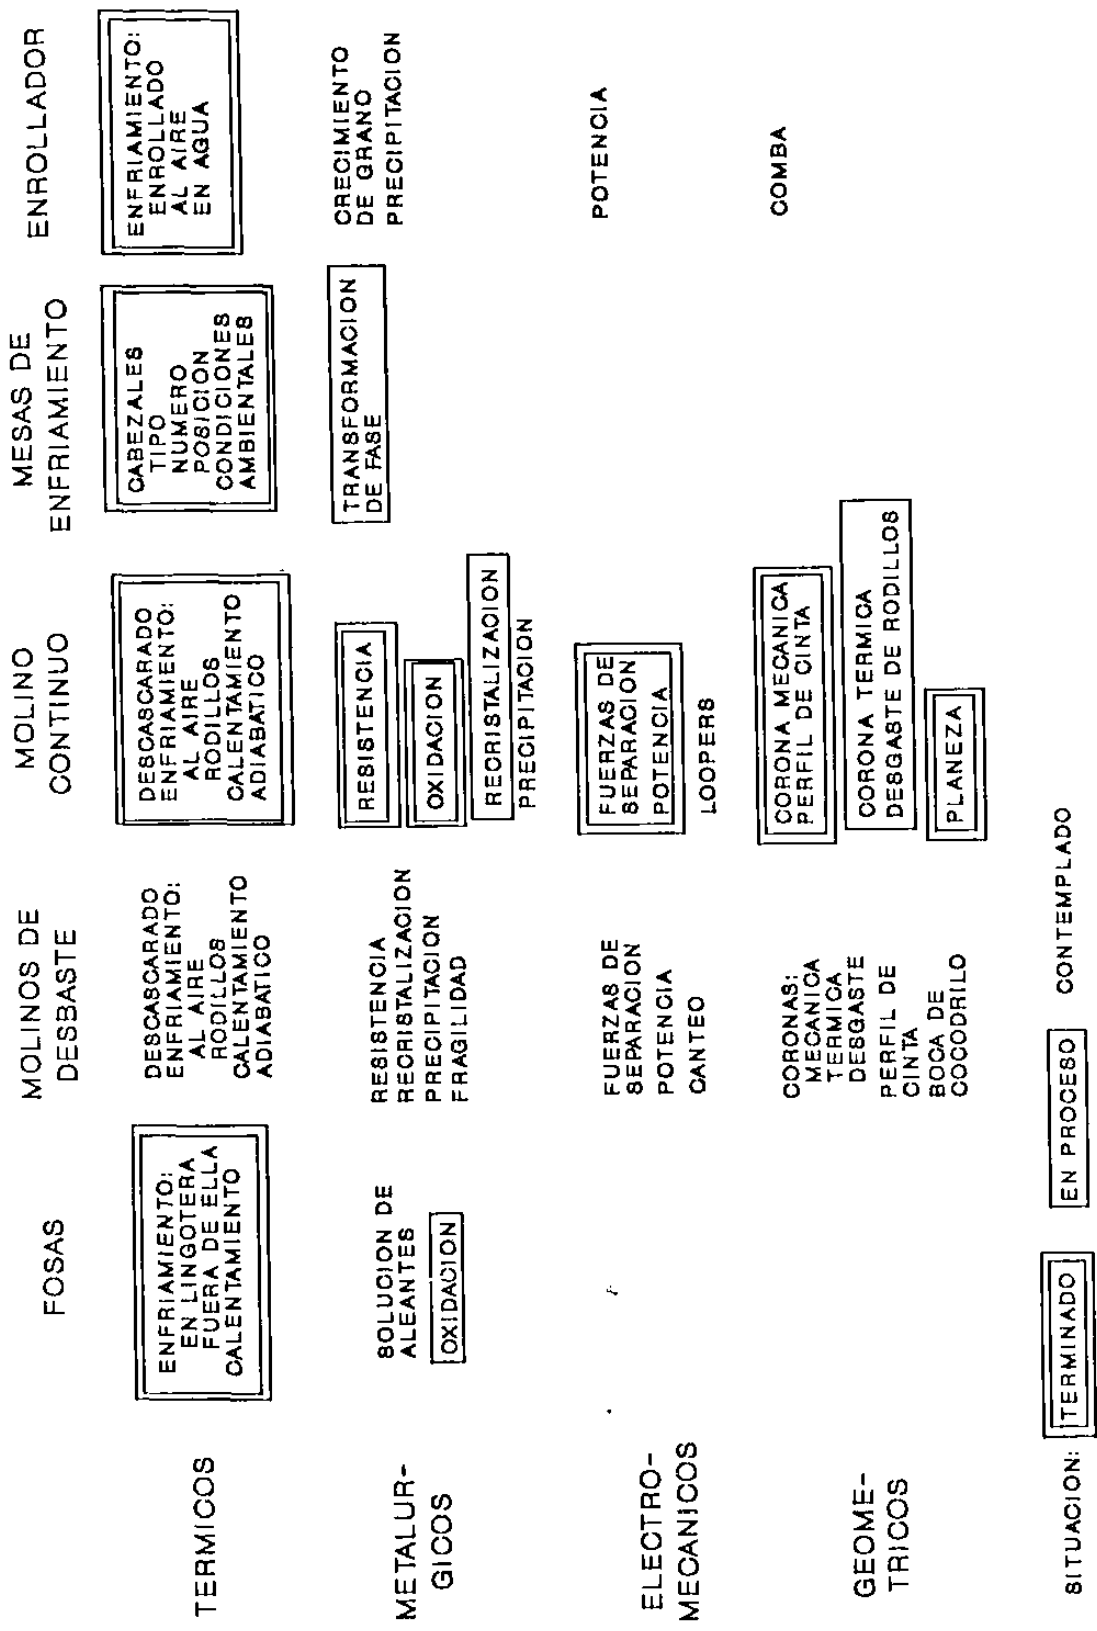 FOSAS
MOLINOS DE
DESBASTE
MOLINO
CONTINUO
MESAS DE
ENFRIAMIENTO
ENROLLADOR
TERMICOS
ENFRIAMIENTO:
EN LINGOTERA
FUERA DE ELLA
CALENTAMIENTO
DESCASCARADO
ENFRIAMIENTO:
AL AIRE
RODILLOS
CALENTAMIENTO
ADIABATICO
DESCASCARADO
ENFRIAMIENTO:
AL AIRE
RODILLOS
CALENTAMIENTO
ADIABATICO
CABEZALES
TIPO
NUMERO
POSICION
CONDICIONES
AMBIENTALES
ENFRIAMIENTO:
ENROLLADO
AL AIRE
EN AGUA
METALUR-
GICOS
SOLUCION DE
ALEANTES
OXIDACION
RESISTENCIA
RECRISTALIZACION
PRECIPITACION
FRAGILIDAD
RESISTENCIA
OXIDACION
RECRISTALIZACION
PRECIPITACION
TRANSFORMACION
DE FASE
CRECIMIENTO
DE GRANO
PRECIPITACION
ELECTRO-
MECANICOS
FUERZAS DE
SEPARACION
POTENCIA
CANTEO
FUERZAS DE
SEPARACION
POTENCIA
LOOPERS
POTENCIA
GEOME-
TRICOS
CORONAS:
MECANICA
TERMICA
DESGASTE
PERFIL DE
CINTA
BOCA DE
COCODRILO
CORONA MECANICA
PERFIL DE CINTA
CORONA TERMICA
DESGASTE DE RODILLOS
PLANEZA
COMBA
SITUACION: TERMINADO EN PROCESO CONTEMPLADO